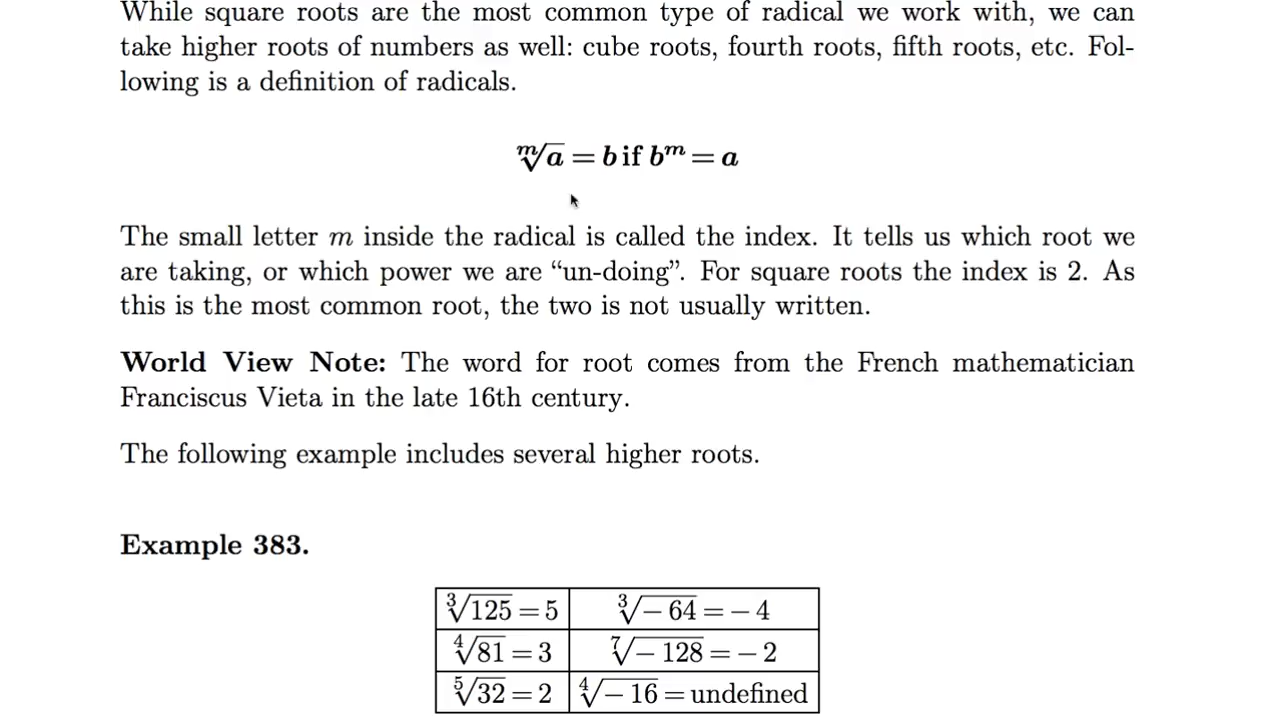 While square roots are the most common type of radical we work with, we can
take higher roots of numbers as well: cube roots, fourth roots, fifth roots, etc. Fol-
lowing is a definition of radicals.
ᵐ√a = b if bᵐ = a
The small letter m inside the radical is called the index. It tells us which root we
are taking, or which power we are “un-doing”. For square roots the index is 2. As
this is the most common root, the two is not usually written.
World View Note: The word for root comes from the French mathematician
Franciscus Vieta in the late 16th century.
The following example includes several higher roots.
Example 383.
³√125 = 5 ³√− 64 = − 4
⁴√81 = 3 ⁷√− 128 = − 2
⁵√32 = 2 ⁴√− 16 = undefined